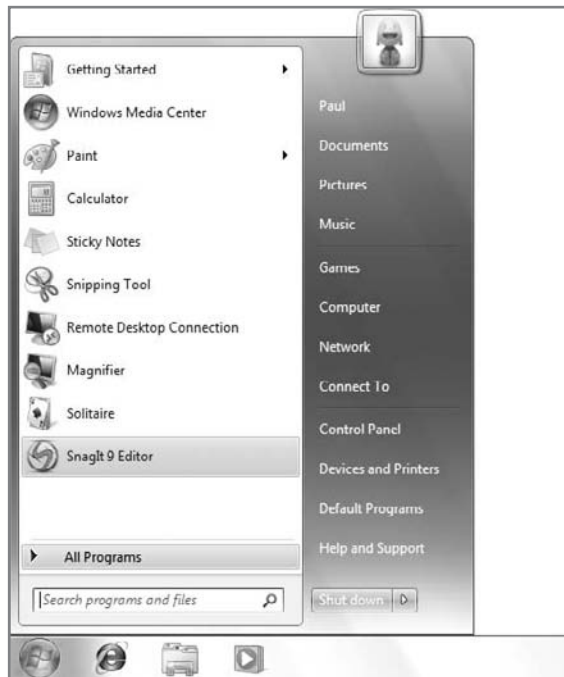 Getting Started
Windows Media Center
Paint
Calculator
Sticky Notes
Snipping Tool
Remote Desktop Connection
Magnifier
Solitaire
SnagIt 9 Editor
All Programs
Search programs and files
Paul
Documents
Pictures
Music
Games
Computer
Network
Connect To
Control Panel
Devices and Printers
Default Programs
Help and Support
Shut down